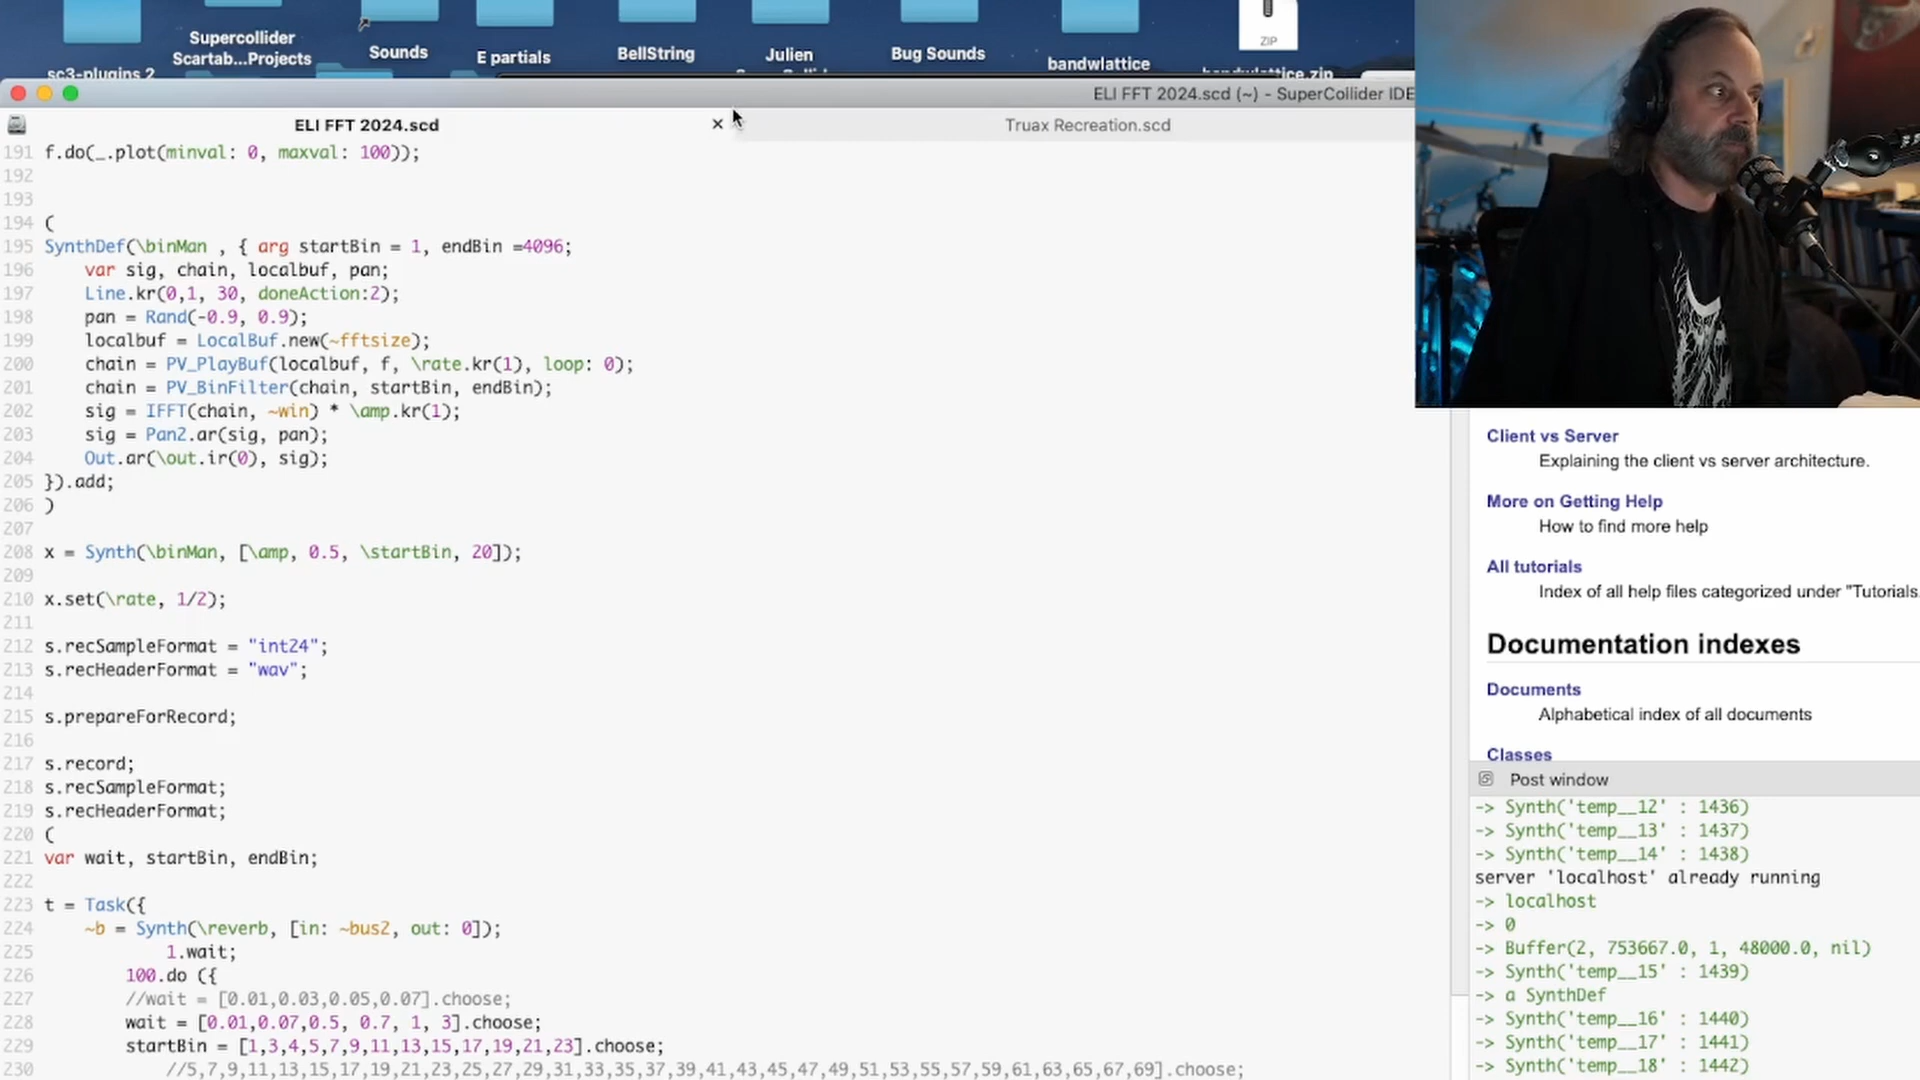 Supercollider
Scartab...Projects
Sounds
E partials
BellString
Julien
Bug Sounds
bandwlattice
ZIP
sc3-plugins 2
bandwlattice.zip
ELI FFT 2024.scd (~) - SuperCollider IDE
ELI FFT 2024.scd
Truax Recreation.scd
191 f.do(_.plot(minval: 0, maxval: 100));
192
193
194 (
195 SynthDef(\binMan , { arg startBin = 1, endBin =4096;
196 var sig, chain, localbuf, pan;
197 Line.kr(0,1, 30, doneAction:2);
198 pan = Rand(-0.9, 0.9);
199 localbuf = LocalBuf.new(~fftsize);
200 chain = PV_PlayBuf(localbuf, f, \rate.kr(1), loop: 0);
201 chain = PV_BinFilter(chain, startBin, endBin);
202 sig = IFFT(chain, ~win) * \amp.kr(1);
203 sig = Pan2.ar(sig, pan);
204 Out.ar(\out.ir(0), sig);
205 }).add;
206 )
207
208 x = Synth(\binMan, [\amp, 0.5, \startBin, 20]);
209
210 x.set(\rate, 1/2);
211
212 s.recSampleFormat = "int24";
213 s.recHeaderFormat = "wav";
214
215 s.prepareForRecord;
216
217 s.record;
218 s.recSampleFormat;
219 s.recHeaderFormat;
220 (
221 var wait, startBin, endBin;
222
223 t = Task({
224 ~b = Synth(\reverb, [in: ~bus2, out: 0]);
225 1.wait;
226 100.do ({
227 //wait = [0.01,0.03,0.05,0.07].choose;
228 wait = [0.01,0.07,0.5, 0.7, 1, 3].choose;
229 startBin = [1,3,4,5,7,9,11,13,15,17,19,21,23].choose;
230 //5,7,9,11,13,15,17,19,21,23,25,27,29,31,33,35,37,39,41,43,45,47,49,51,53,55,57,59,61,63,65,67,69].choose;
Client vs Server
Explaining the client vs server architecture.
More on Getting Help
How to find more help
All tutorials
Index of all help files categorized under "Tutorials.
Documentation indexes
Documents
Alphabetical index of all documents
Classes
Post window
-> Synth('temp__12' : 1436)
-> Synth('temp__13' : 1437)
-> Synth('temp__14' : 1438)
server 'localhost' already running
-> localhost
-> 0
-> Buffer(2, 753667.0, 1, 48000.0, nil)
-> Synth('temp__15' : 1439)
-> a SynthDef
-> Synth('temp__16' : 1440)
-> Synth('temp__17' : 1441)
-> Synth('temp__18' : 1442)